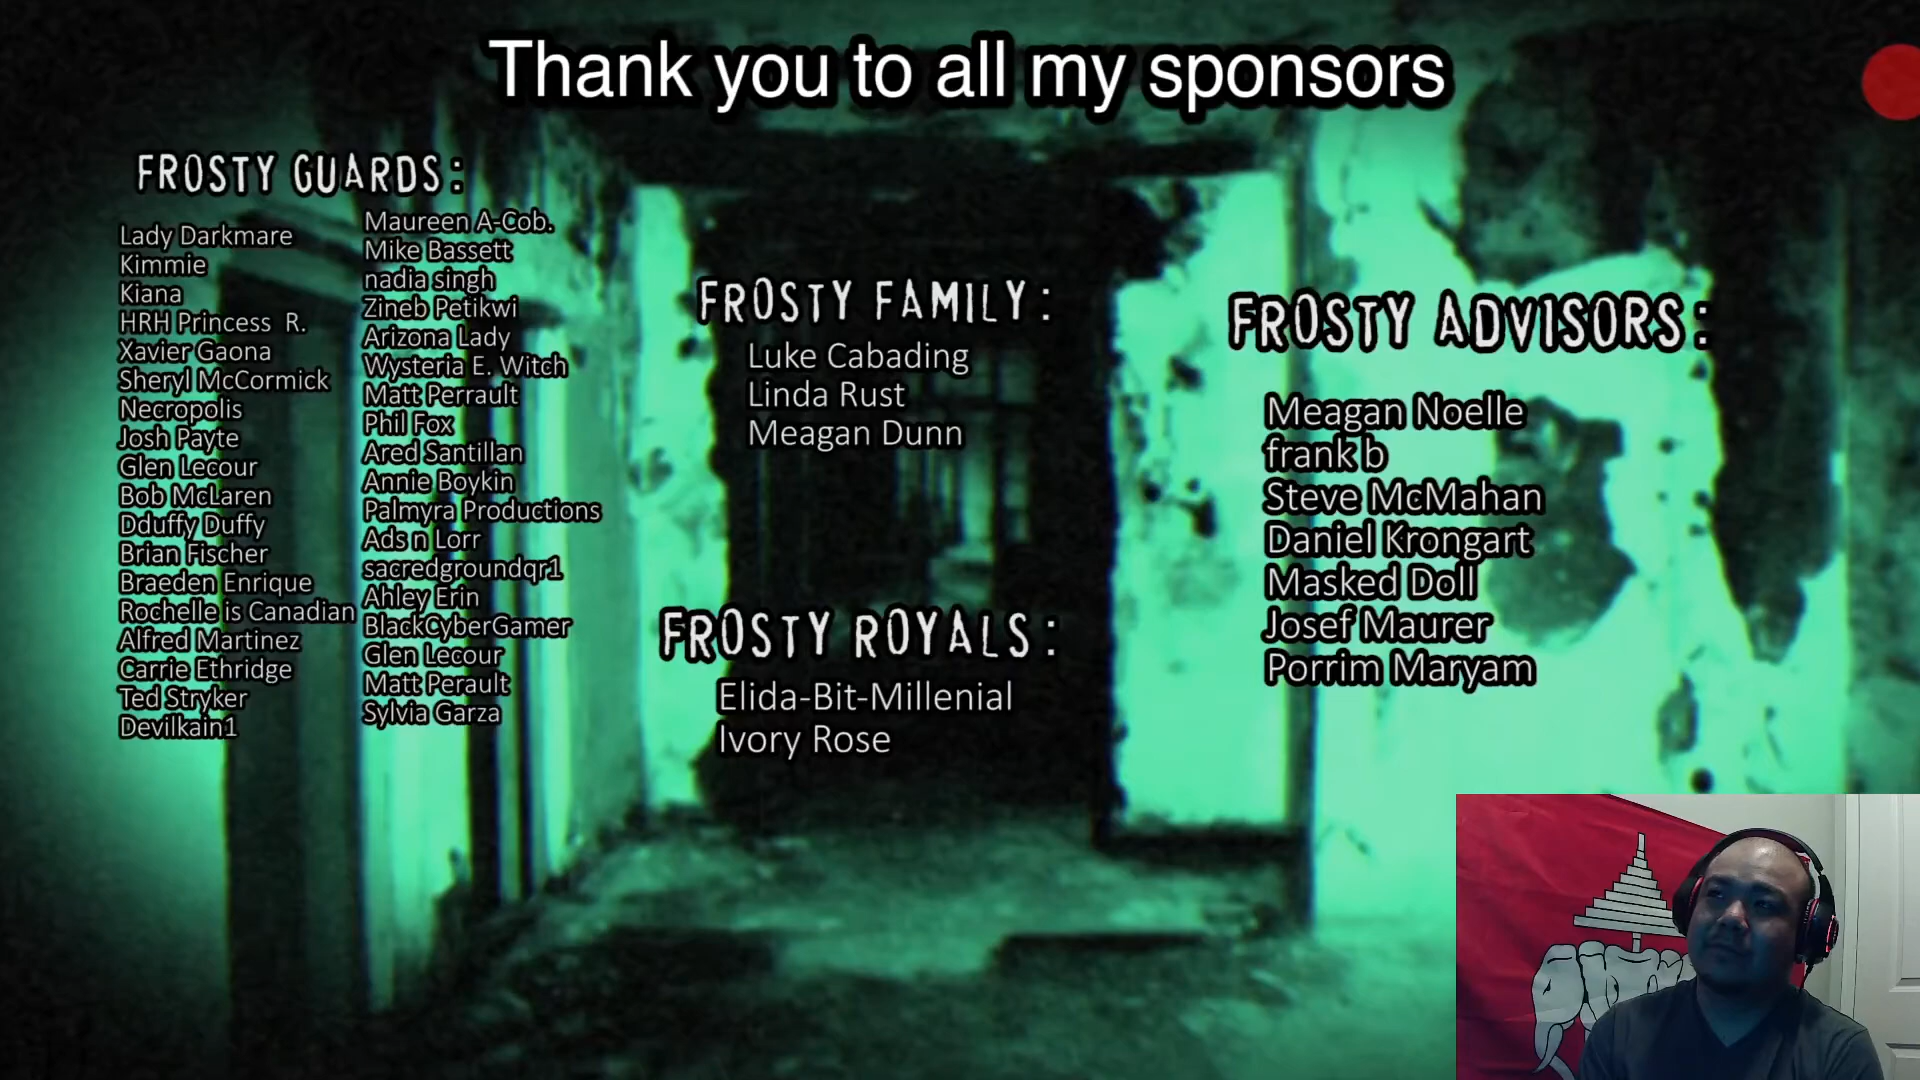 Thank you to all my sponsors
FROSTY GUARDS:
Lady Darkmare
Kimmie
Kiana
HRH Princess R.
Xavier Gaona
Sheryl McCormick
Necropolis
Josh Payte
Glen Lecour
Bob McLaren
Dduffy Duffy
Brian Fischer
Braeden Enrique
Rochelle is Canadian
Alfred Martinez
Carrie Ethridge
Ted Stryker
Devilkain1
Maureen A-Cob.
Mike Bassett
nadia singh
Zineb Petikwi
Arizona Lady
Wysteria E. Witch
Matt Perrault
Phil Fox
Ared Santillan
Annie Boykin
Palmyra Productions
Ads n Lorr
sacredgroundqr1
Ahley Erin
BlackCyberGamer
Glen Lecour
Matt Perault
Sylvia Garza
FROSTY FAMILY:
Luke Cabading
Linda Rust
Meagan Dunn
FROSTY ROYALS:
Elida-Bit-Millenial
Ivory Rose
FROSTY ADVISORS:
Meagan Noelle
frank b
Steve McMahan
Daniel Krongart
Masked Doll
Josef Maurer
Porrim Maryam